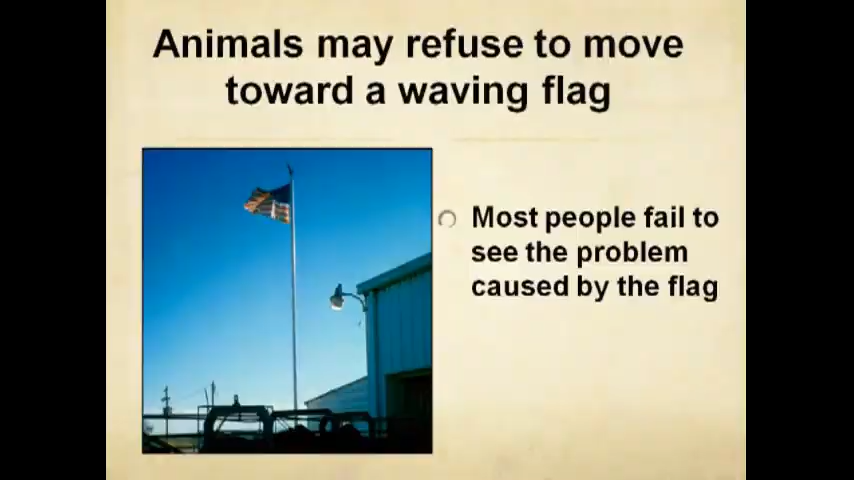 Animals may refuse to move
toward a waving flag
Most people fail to
see the problem
caused by the flag